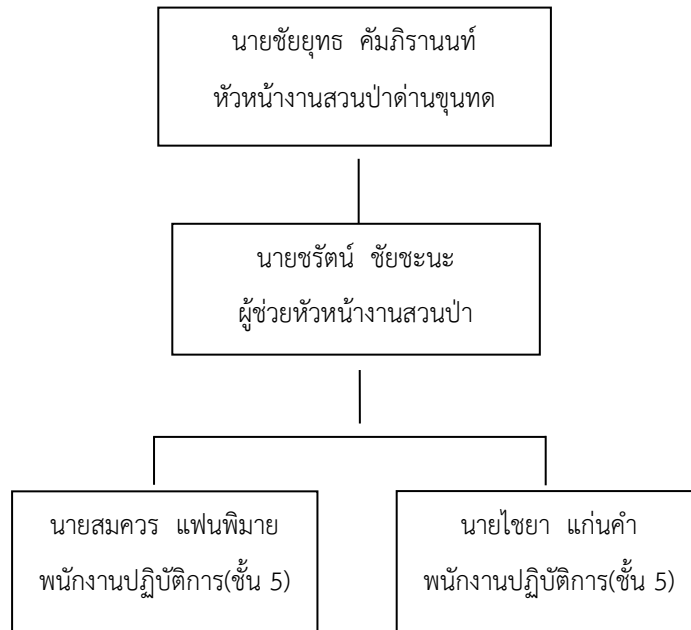 นายชัยยุทธ คัมภิรานนท์
หัวหน้างานสวนป่าด่านขุนทด
นายชรัตน์ ชัยชะนะ
ผู้ช่วยหัวหน้างานสวนป่า
นายสมควร แฟนพิมาย
พนักงานปฏิบัติการ(ชั้น 5)
นายไชยา แก่นคำ
พนักงานปฏิบัติการ(ชั้น 5)